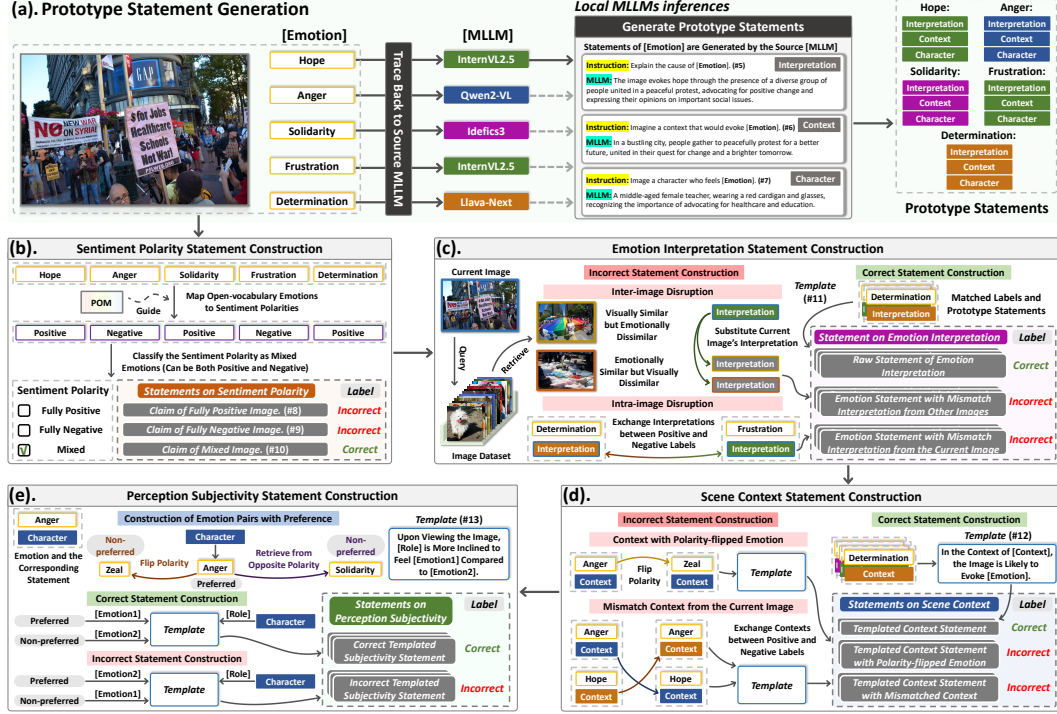 (a). Prototype Statement Generation
Local MLLMs inferences
[Emotion]
[MLLM]
Hope
Anger
Solidarity
Frustration
Determination
Trace Back to Source MLLM
InternVL2.5
Qwen2-VL
Idefics3
InternVL2.5
Llava-Next
GAP
NO NEW WAR
ON SYRIA!
$ for Jobs
Healthcare
Schools
Not War!
Generate Prototype Statements
Statements of [Emotion] are Generated by the Source [MLLM]
Instruction: Explain the cause of [Emotion]. (#5)
Interpretation
MLLM: The image evokes hope through the presence of a diverse group of
people united in a peaceful protest, advocating for positive change and
expressing their opinions on important social issues.
Instruction: Imagine a context that would evoke [Emotion]. (#6)
Context
MLLM: In a bustling city, people gather to peacefully protest for a better
future, united in their quest for change and a brighter tomorrow.
Instruction: Image a character who feels [Emotion]. (#7)
Character
MLLM: A middle-aged female teacher, wearing a red cardigan and glasses,
recognizing the importance of advocating for healthcare and education.
Hope:
Interpretation
Context
Character
Anger:
Interpretation
Context
Character
Solidarity:
Interpretation
Context
Character
Frustration:
Interpretation
Context
Character
Determination:
Interpretation
Context
Character
Prototype Statements
(b). Sentiment Polarity Statement Construction
Hope
Anger
Solidarity
Frustration
Determination
POM
Guide
Map Open-vocabulary Emotions
to Sentiment Polarities
Positive
Negative
Positive
Negative
Positive
Classify the Sentiment Polarity as Mixed
Emotions (Can be Both Positive and Negative)
Sentiment Polarity
Fully Positive
Fully Negative
Mixed
Statements on Sentiment Polarity
Label
Claim of Fully Positive Image. (#8)
Incorrect
Claim of Fully Negative Image. (#9)
Incorrect
Claim of Mixed Image. (#10)
Correct
(c). Emotion Interpretation Statement Construction
Current Image
Query
Retrieve
Image Dataset
Incorrect Statement Construction
Inter-image Disruption
Visually Similar
but Emotionally
Dissimilar
Emotionally
Similar but Visually
Dissimilar
Interpretation
Substitute Current
Image's Interpretation
Interpretation
Interpretation
Intra-image Disruption
Determination
Interpretation
Exchange Interpretations
between Positive and
Negative Labels
Frustration
Interpretation
Correct Statement Construction
Template
(#11)
Determination
Interpretation
Matched Labels and
Prototype Statements
Statement on Emotion Interpretation
Label
Raw Statement of Emotion
Interpretation
Correct
Emotion Statement with Mismatch
Interpretation from Other Images
Incorrect
Emotion Statement with Mismatch
Interpretation from the Current Image
Incorrect
(e). Perception Subjectivity Statement Construction
Anger
Character
Emotion and the
Corresponding
Statement
Construction of Emotion Pairs with Preference
Non-
preferred
Zeal
Flip Polarity
Character
Anger
Preferred
Retrieve from
Opposite Polarity
Non-
preferred
Solidarity
Template (#13)
Upon Viewing the Image,
[Role] is More Inclined to
Feel [Emotion1] Compared
to [Emotion2].
Correct Statement Construction
Preferred
[Emotion1]
Non-preferred
[Emotion2]
Template
[Role]
Character
Incorrect Statement Construction
Preferred
[Emotion2]
Non-preferred
[Emotion1]
Template
[Role]
Character
Statements on
Perception Subjectivity
Label
Correct Templated
Subjectivity Statement
Correct
Incorrect Templated
Subjectivity Statement
Incorrect
(d). Scene Context Statement Construction
Incorrect Statement Construction
Context with Polarity-flipped Emotion
Anger
Context
Flip
Polarity
Zeal
Context
Template
Mismatch Context from the Current Image
Anger
Context
Hope
Context
Anger
Context
Hope
Context
Exchange Contexts
between Positive and
Negative Labels
Template
Correct Statement Construction
Template (#12)
Determination
Context
In the Context of [Context],
the Image is Likely to
Evoke [Emotion].
Statements on Scene Context
Label
Templated Context Statement
Correct
Templated Context Statement
with Polarity-flipped Emotion
Incorrect
Templated Context Statement
with Mismatched Context
Incorrect